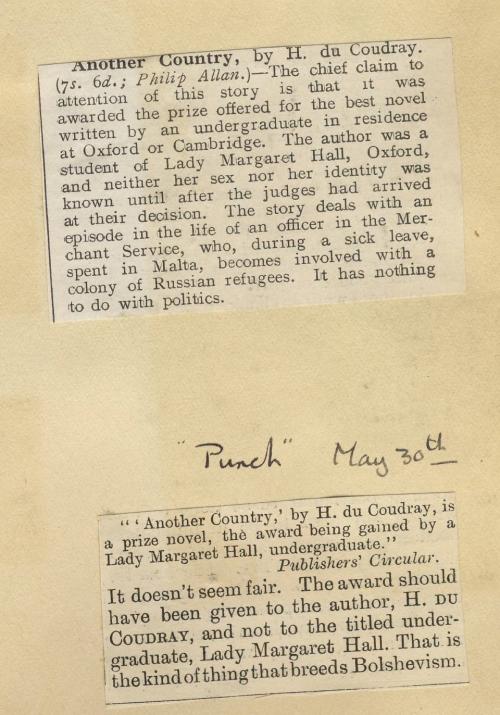 Another Country, by H. du Coudray.
(7s. 6d.; Philip Allan.)—The chief claim to
attention of this story is that it was
awarded the prize offered for the best novel
written by an undergraduate in residence
at Oxford or Cambridge. The author was a
student of Lady Margaret Hall, Oxford,
and neither her sex nor her identity was
known until after the judges had arrived
at their decision. The story deals with an
episode in the life of an officer in the Mer-
chant Service, who, during a sick leave,
spent in Malta, becomes involved with a
colony of Russian refugees. It has nothing
to do with politics.
"Punch" May 30th
"'Another Country,' by H. du Coudray, is
a prize novel, the award being gained by a
Lady Margaret Hall, undergraduate."
Publishers' Circular.
It doesn't seem fair. The award should
have been given to the author, H. DU
COUDRAY, and not to the titled under-
graduate, Lady Margaret Hall. That is
the kind of thing that breeds Bolshevism.